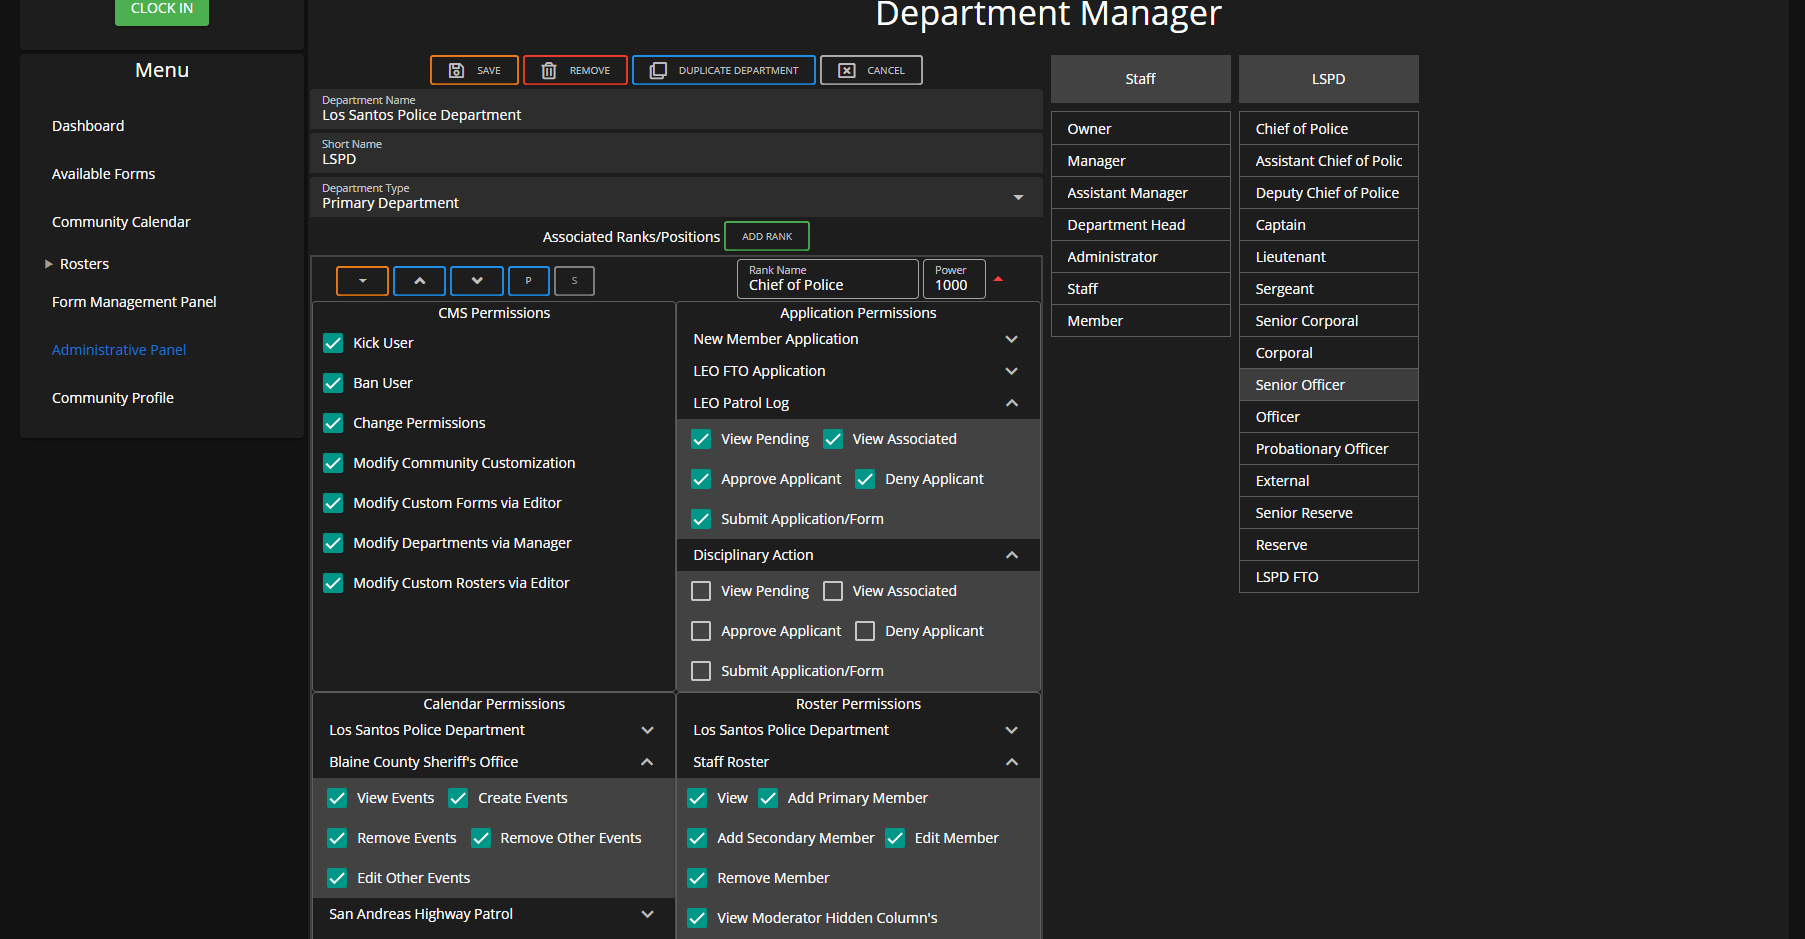 CLOCK IN
Menu
Dashboard
Available Forms
Community Calendar
Rosters
Form Management Panel
Administrative Panel
Community Profile
Department Manager
SAVE REMOVE DUPLICATE DEPARTMENT CANCEL
Department Name
Los Santos Police Department
Short Name
LSPD
Department Type
Primary Department
Associated Ranks/Positions ADD RANK
P S
Rank Name
Chief of Police
Power
1000
CMS Permissions
Kick User
Ban User
Change Permissions
Modify Community Customization
Modify Custom Forms via Editor
Modify Departments via Manager
Modify Custom Rosters via Editor
Application Permissions
New Member Application
LEO FTO Application
LEO Patrol Log
View Pending View Associated
Approve Applicant Deny Applicant
Submit Application/Form
Disciplinary Action
View Pending View Associated
Approve Applicant Deny Applicant
Submit Application/Form
Calendar Permissions
Los Santos Police Department
Blaine County Sheriff's Office
View Events Create Events
Remove Events Remove Other Events
Edit Other Events
San Andreas Highway Patrol
Roster Permissions
Los Santos Police Department
Staff Roster
View Add Primary Member
Add Secondary Member Edit Member
Remove Member
View Moderator Hidden Column's
Staff
Owner
Manager
Assistant Manager
Department Head
Administrator
Staff
Member
LSPD
Chief of Police
Assistant Chief of Polic
Deputy Chief of Police
Captain
Lieutenant
Sergeant
Senior Corporal
Corporal
Senior Officer
Officer
Probationary Officer
External
Senior Reserve
Reserve
LSPD FTO